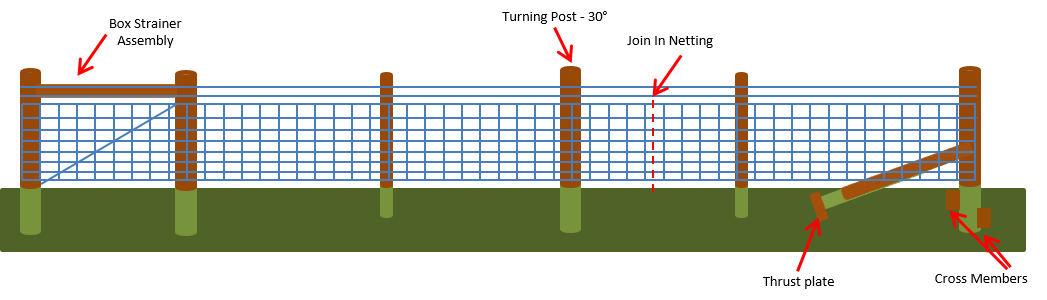 Box Strainer
Assembly
Turning Post - 30°
Join In Netting
Thrust plate
Cross Members